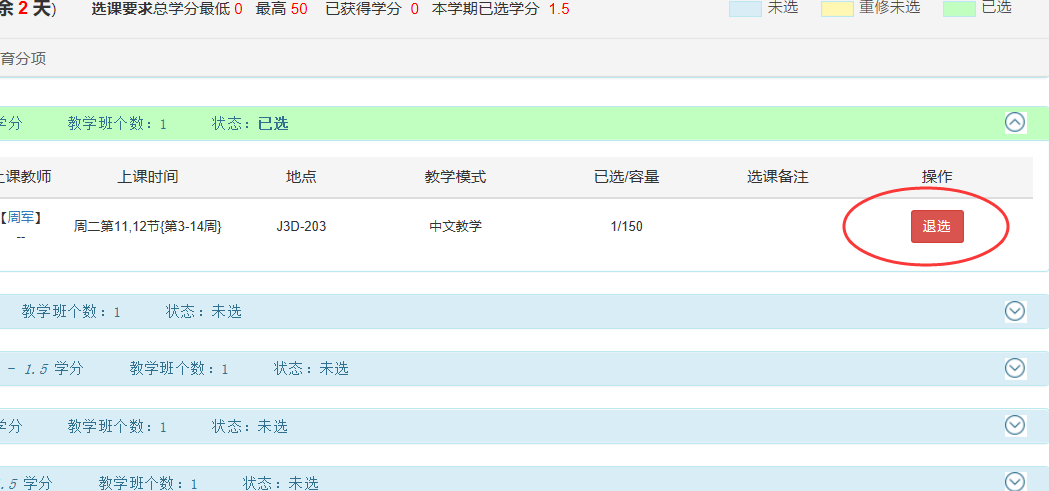 余 2 天) 选课要求总学分最低 0 最高 50 已获得学分 0 本学期已选学分 1.5 未选 重修未选 已选
育分项
学分 教学班个数：1 状态：已选
上课教师 上课时间 地点 教学模式 已选/容量 选课备注 操作
【周军】 周二第11,12节{第3-14周} J3D-203 中文教学 1/150 退选
--
教学班个数：1 状态：未选
- 1.5 学分 教学班个数：1 状态：未选
学分 教学班个数：1 状态：未选
.5 学分 教学班个数：1 状态：未选